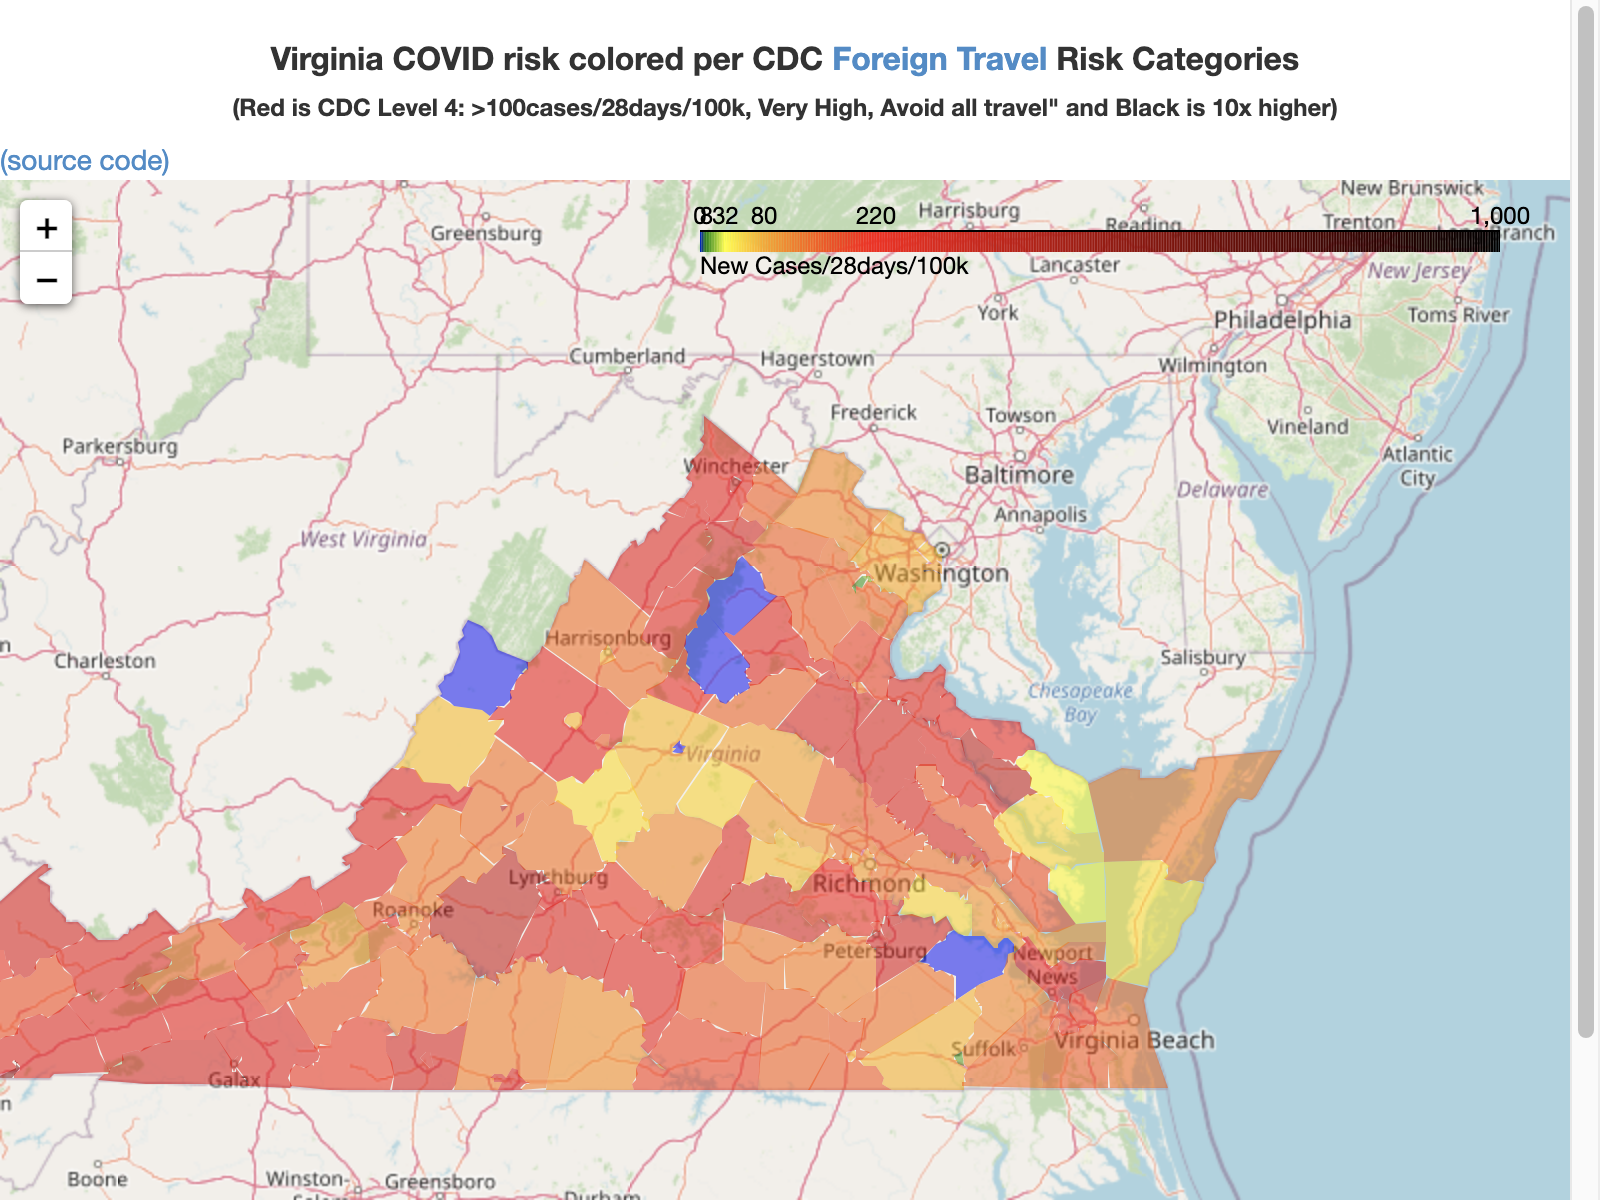 Virginia COVID risk colored per CDC Foreign Travel Risk Categories
(Red is CDC Level 4: >100cases/28days/100k, Very High, Avoid all travel" and Black is 10x higher)
(source code)
+
−
New Brunswick
0 8 32 80 220 1,000
Harrisburg
Reading
Trenton
Greensburg
Branch
New Cases/28days/100k
Lancaster
New Jersey
York
Philadelphia
Toms River
Cumberland
Hagerstown
Wilmington
Frederick
Towson
Vineland
Parkersburg
Winchester
Baltimore
Atlantic
City
Delaware
Annapolis
West Virginia
Washington
Harrisonburg
n
Charleston
Salisbury
Chesapeake
Bay
Virginia
Lynchburg
Richmond
Roanoke
Petersburg
Newport
News
Virginia Beach
Suffolk
Galax
n
Boone
Winston-
Greensboro
Durham